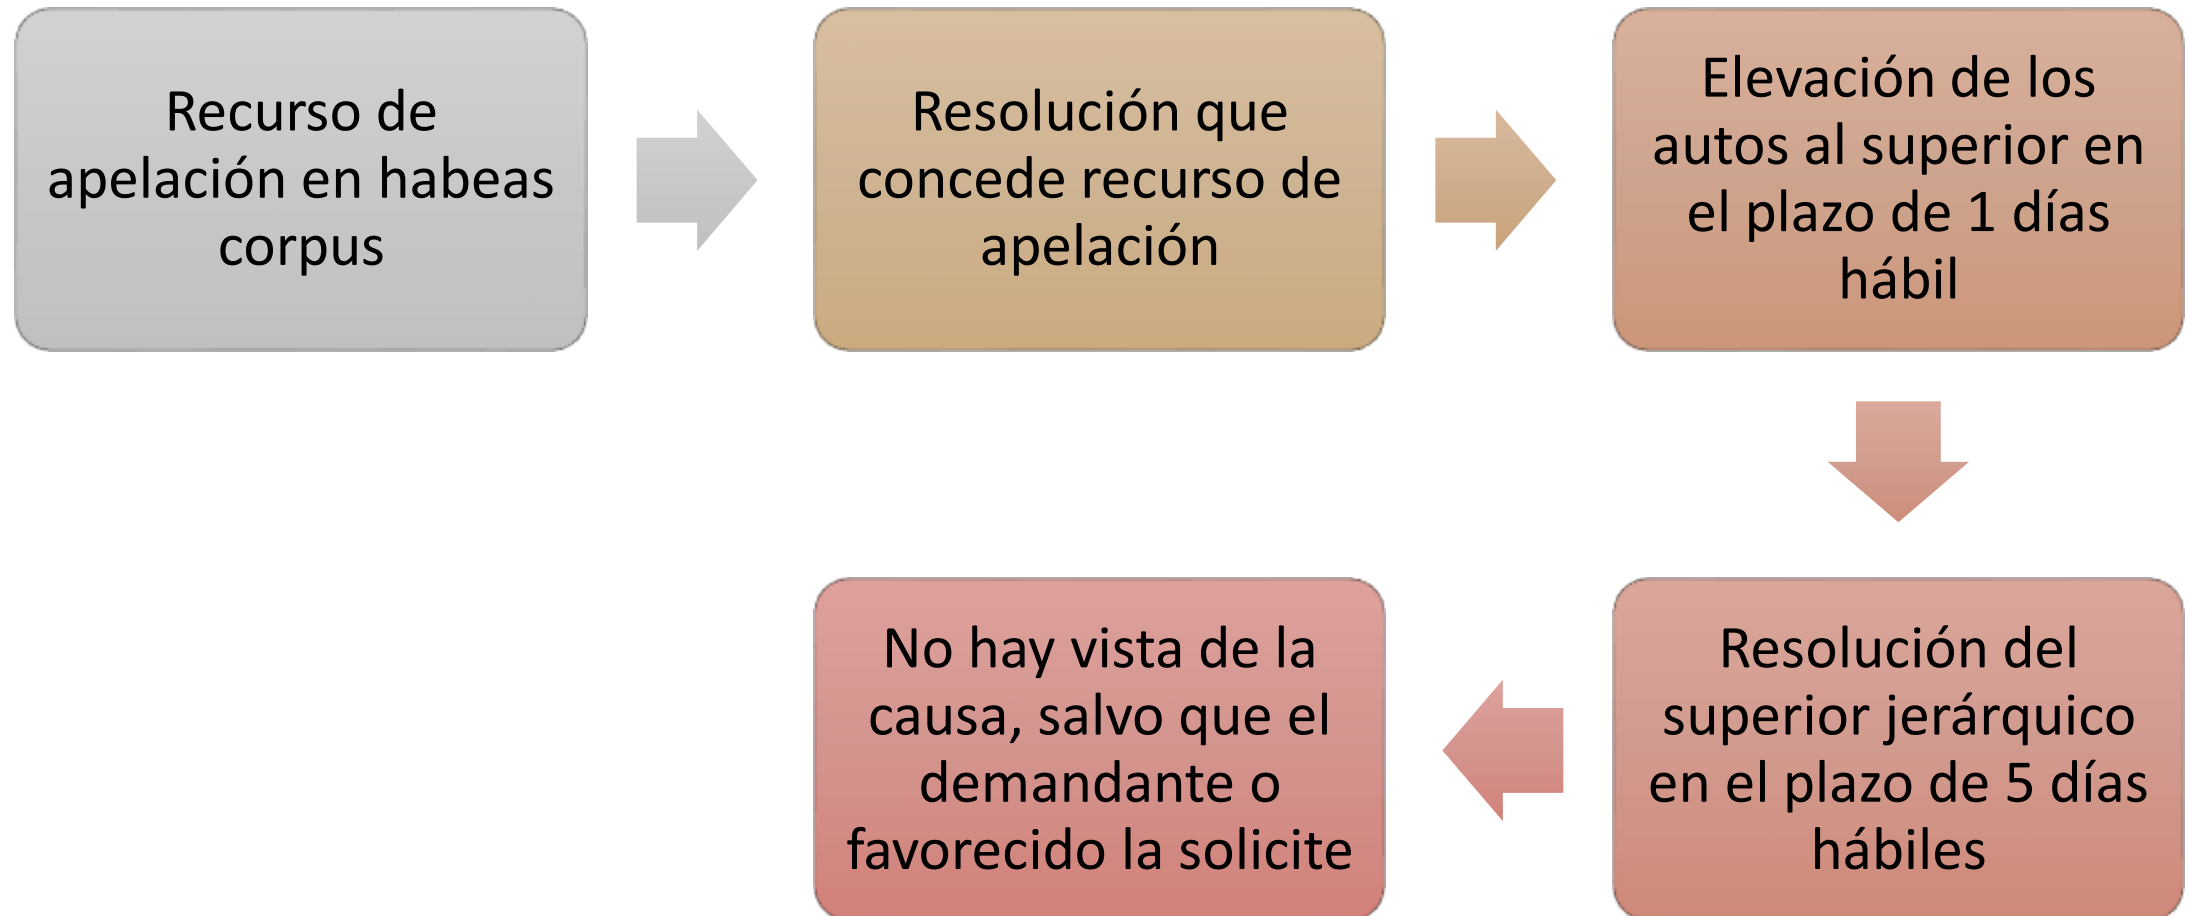 Recurso de
apelación en habeas
corpus
Resolución que
concede recurso de
apelación
Elevación de los
autos al superior en
el plazo de 1 días
hábil
Resolución del
superior jerárquico
en el plazo de 5 días
hábiles
No hay vista de la
causa, salvo que el
demandante o
favorecido la solicite